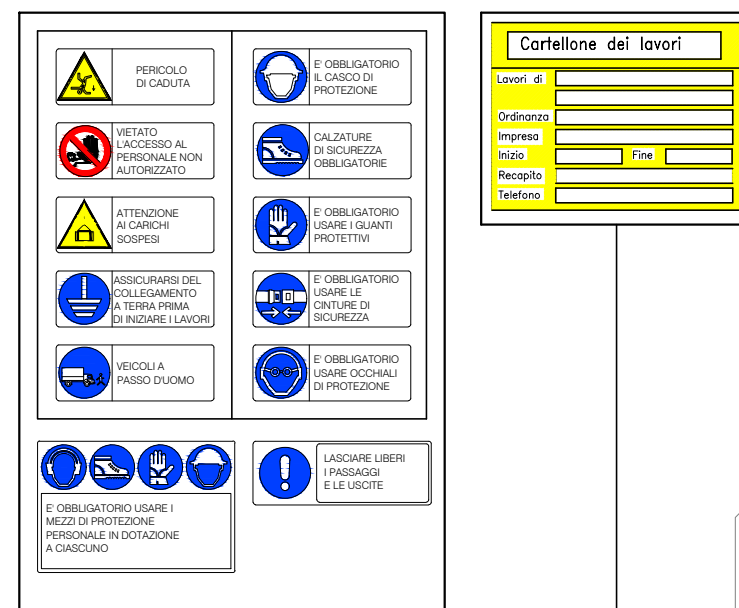 PERICOLO
DI CADUTA
VIETATO
L'ACCESSO AL
PERSONALE NON
AUTORIZZATO
ATTENZIONE
AI CARICHI
SOSPESI
ASSICURARSI DEL
COLLEGAMENTO
A TERRA PRIMA
DI INIZIARE I LAVORI
VEICOLI A
PASSO D'UOMO
E' OBBLIGATORIO
IL CASCO DI
PROTEZIONE
CALZATURE
DI SICUREZZA
OBBLIGATORIE
E' OBBLIGATORIO
USARE I GUANTI
PROTETTIVI
E' OBBLIGATORIO
USARE LE
CINTURE DI
SICUREZZA
E' OBBLIGATORIO
USARE OCCHIALI
DI PROTEZIONE
E' OBBLIGATORIO USARE I
MEZZI DI PROTEZIONE
PERSONALE IN DOTAZIONE
A CIASCUNO
LASCIARE LIBERI
I PASSAGGI
E LE USCITE
Cartellone dei lavori
Lavori di
Ordinanza
Impresa
Inizio Fine
Recapito
Telefono